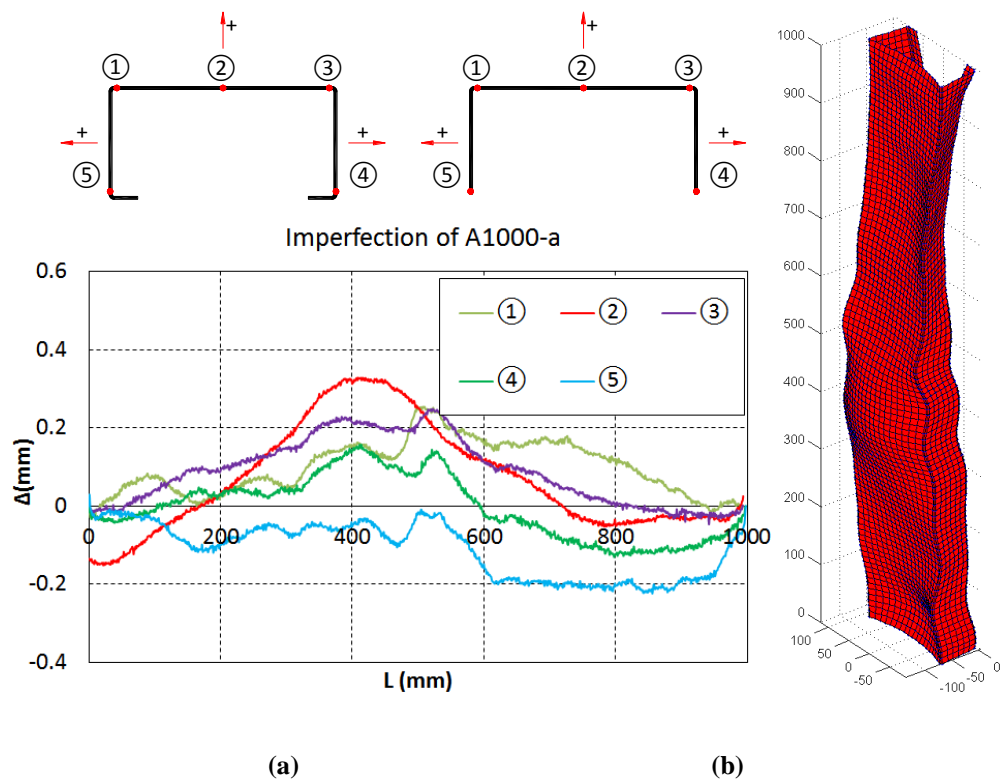 + +
① ② ③ ① ② ③
+ + + +
⑤ ④ ⑤ ④
Imperfection of A1000-a
0.6
0.4
0.2
0
-0.2
-0.4
Δ(mm)
① ② ③
④ ⑤
0 200 400 600 800 1000
L (mm)
(a)
1000
900
800
700
600
500
400
300
200
100
0
100 50 0 -50
-100 -50 0
(b)